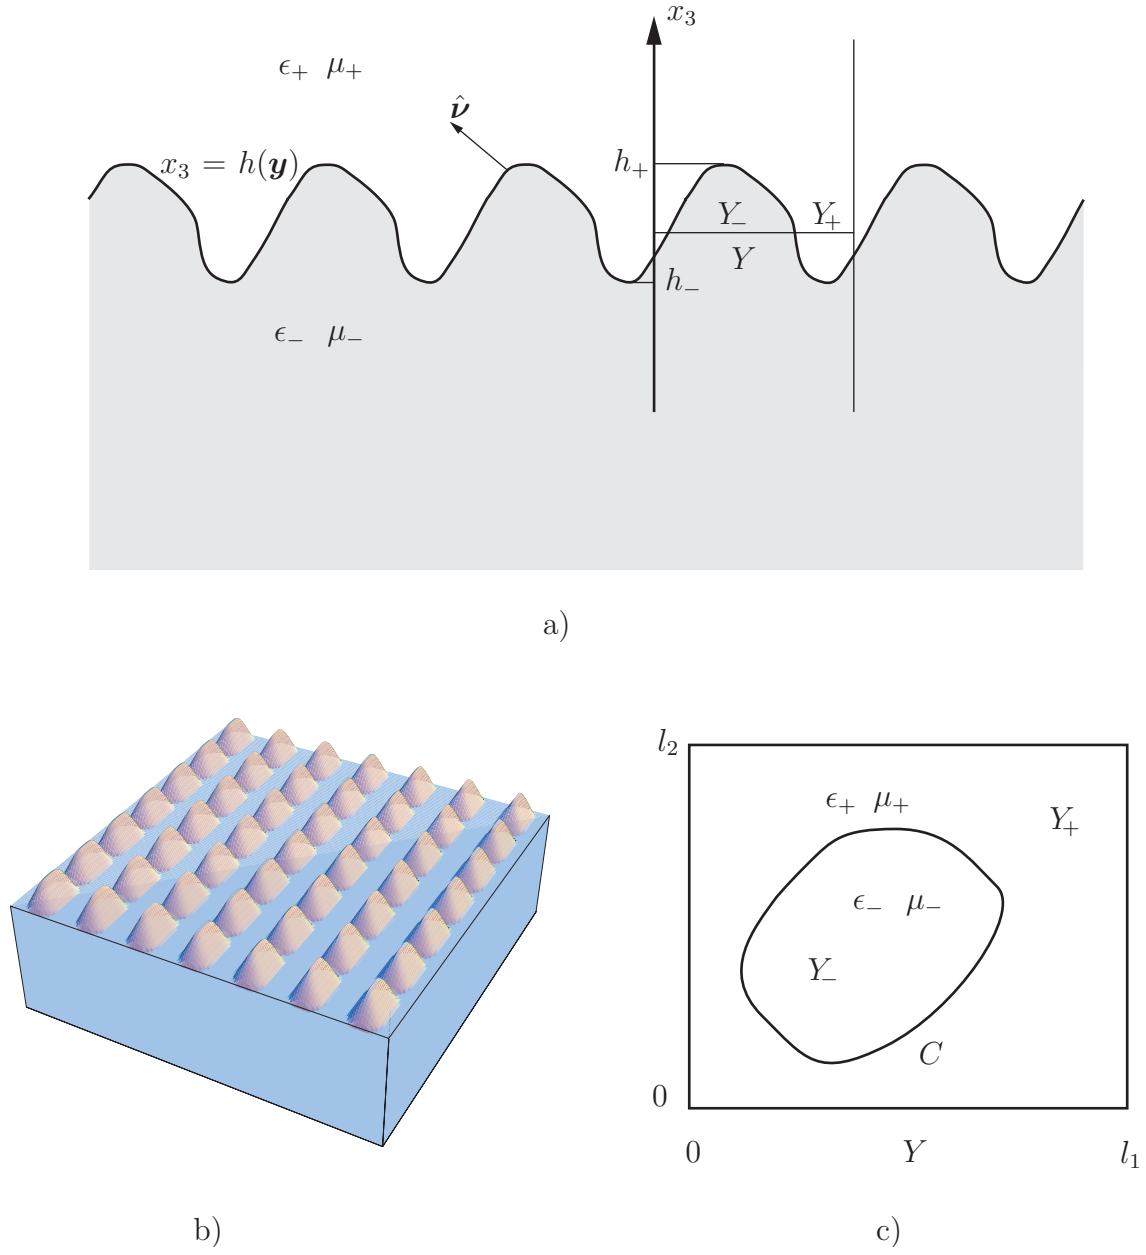 x₃
ϵ₊ μ₊
ν̂
x₃ = h(y)
h₊
Y₋ Y₊
Y
h₋
ϵ₋ μ₋
a)
l₂
ϵ₊ μ₊
Y₊
ϵ₋ μ₋
Y₋
C
0
0 Y l₁
b) c)